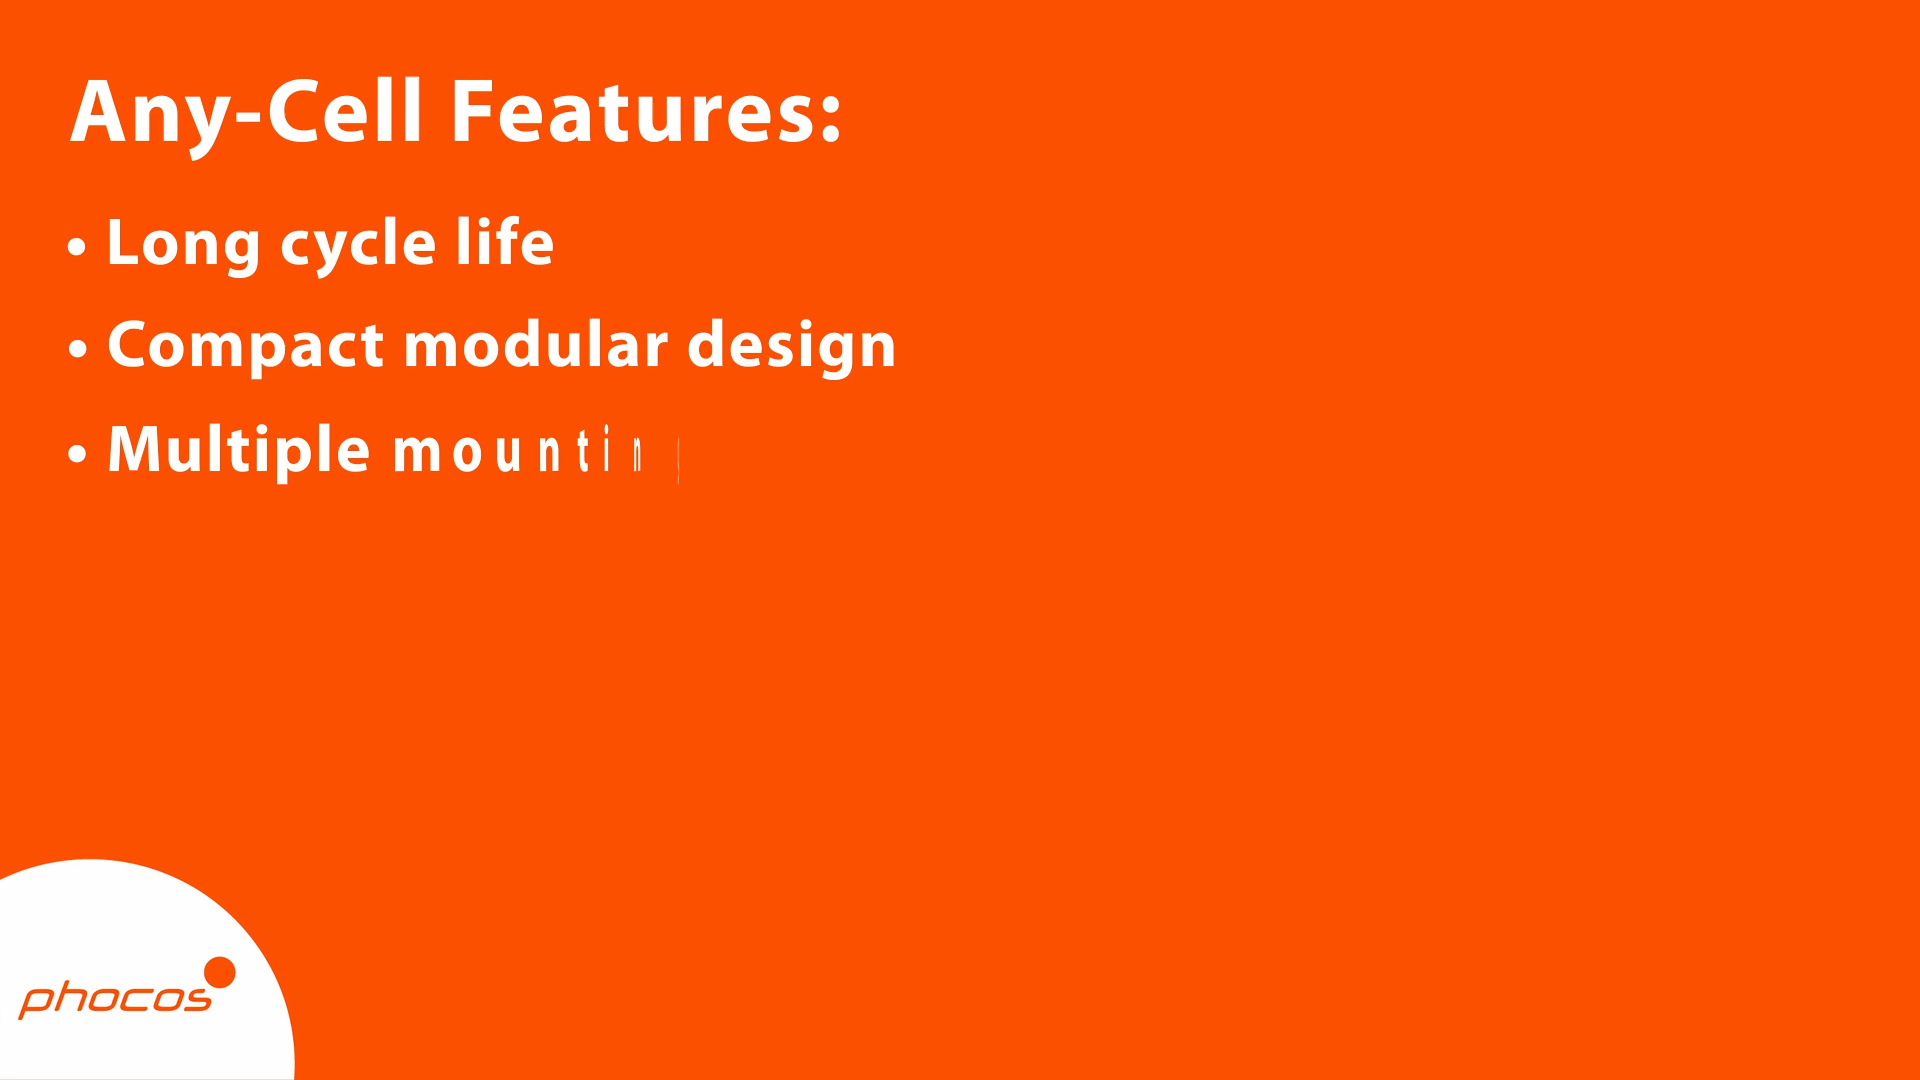 Any-Cell Features:
• Long cycle life
• Compact modular design
• Multiple mountin
phocos